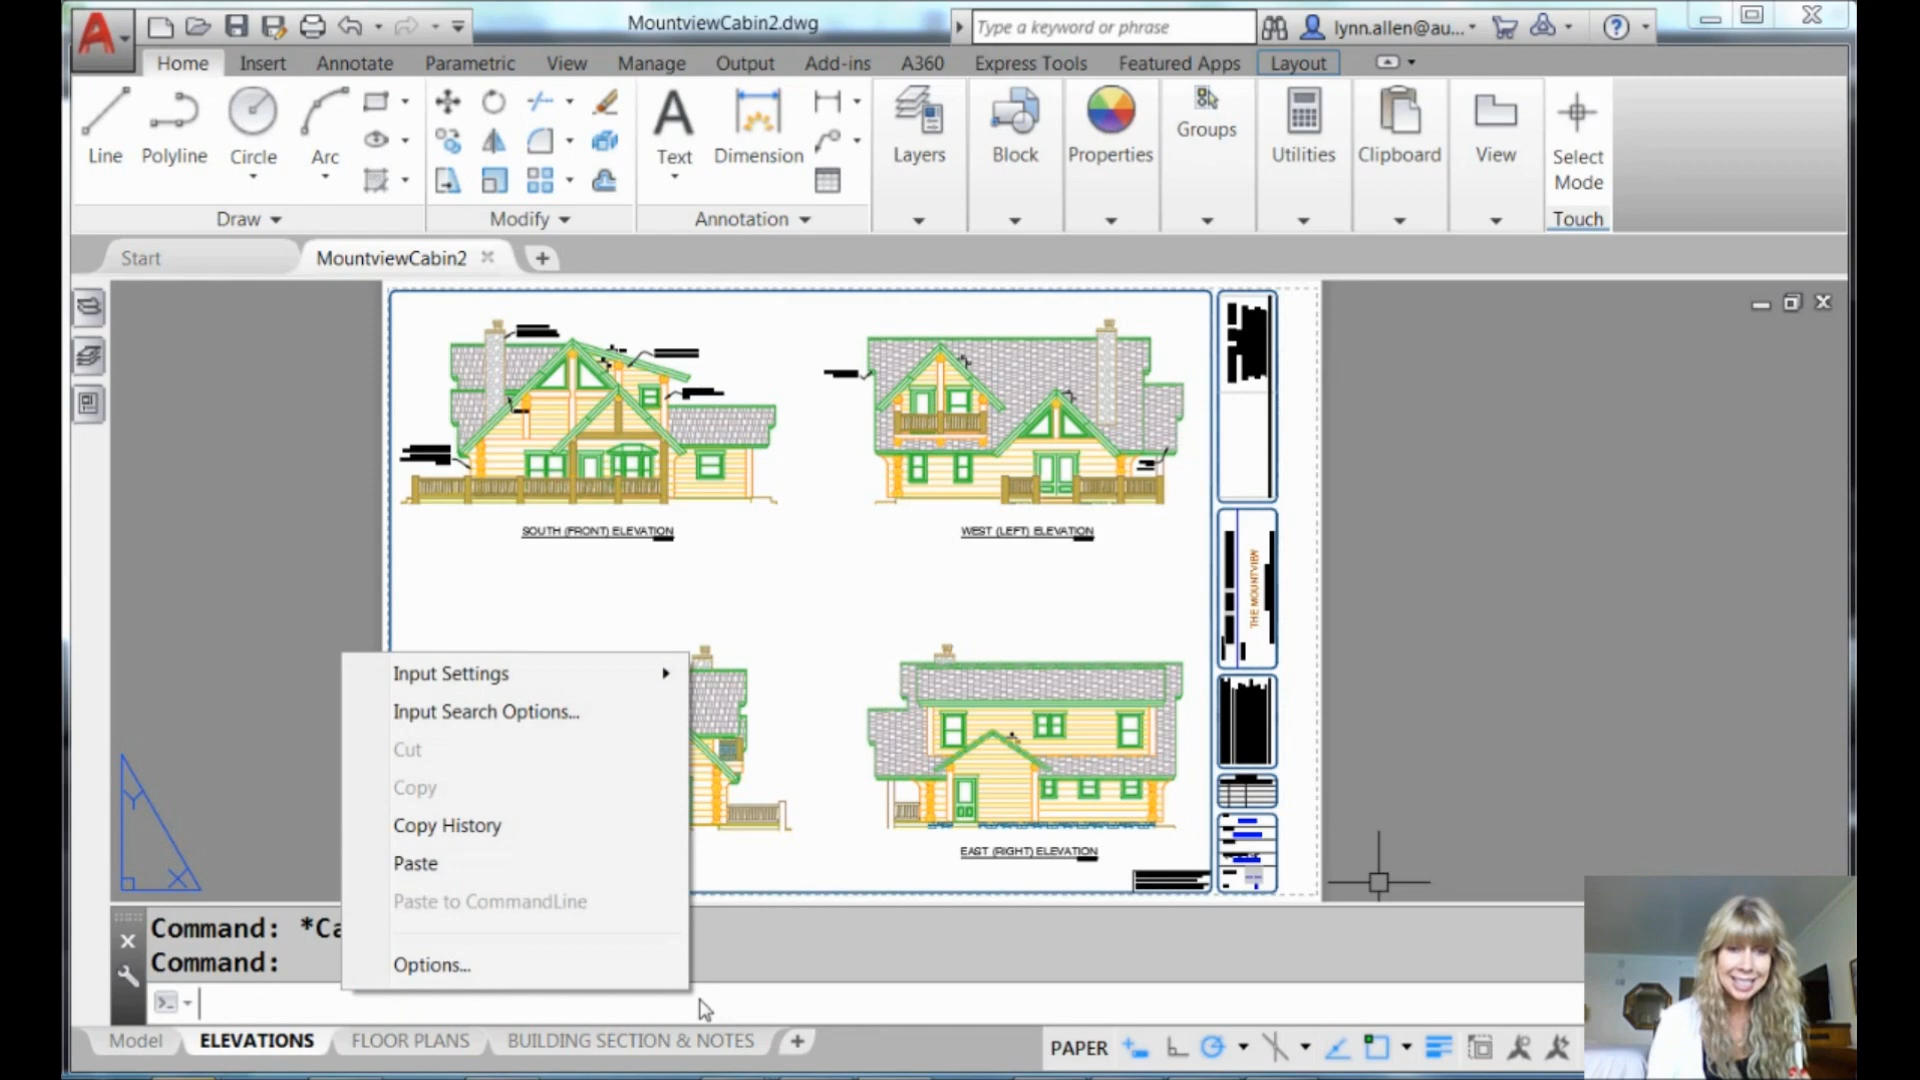 MountviewCabin2.dwg
Type a keyword or phrase
lynn.allen@au...
Home Insert Annotate Parametric View Manage Output Add-ins A360 Express Tools Featured Apps Layout
Line Polyline Circle Arc
Text Dimension
Layers Block Properties Groups Utilities Clipboard View Select Mode
Draw Modify Annotation Touch
Start MountviewCabin2
SOUTH (FRONT) ELEVATION
WEST (LEFT) ELEVATION
THE MOUNTVIEW
EAST (RIGHT) ELEVATION
Y
X
Input Settings
Input Search Options...
Cut
Copy
Copy History
Paste
Paste to CommandLine
Options...
Command: *Ca
Command:
Model ELEVATIONS FLOOR PLANS BUILDING SECTION & NOTES
PAPER